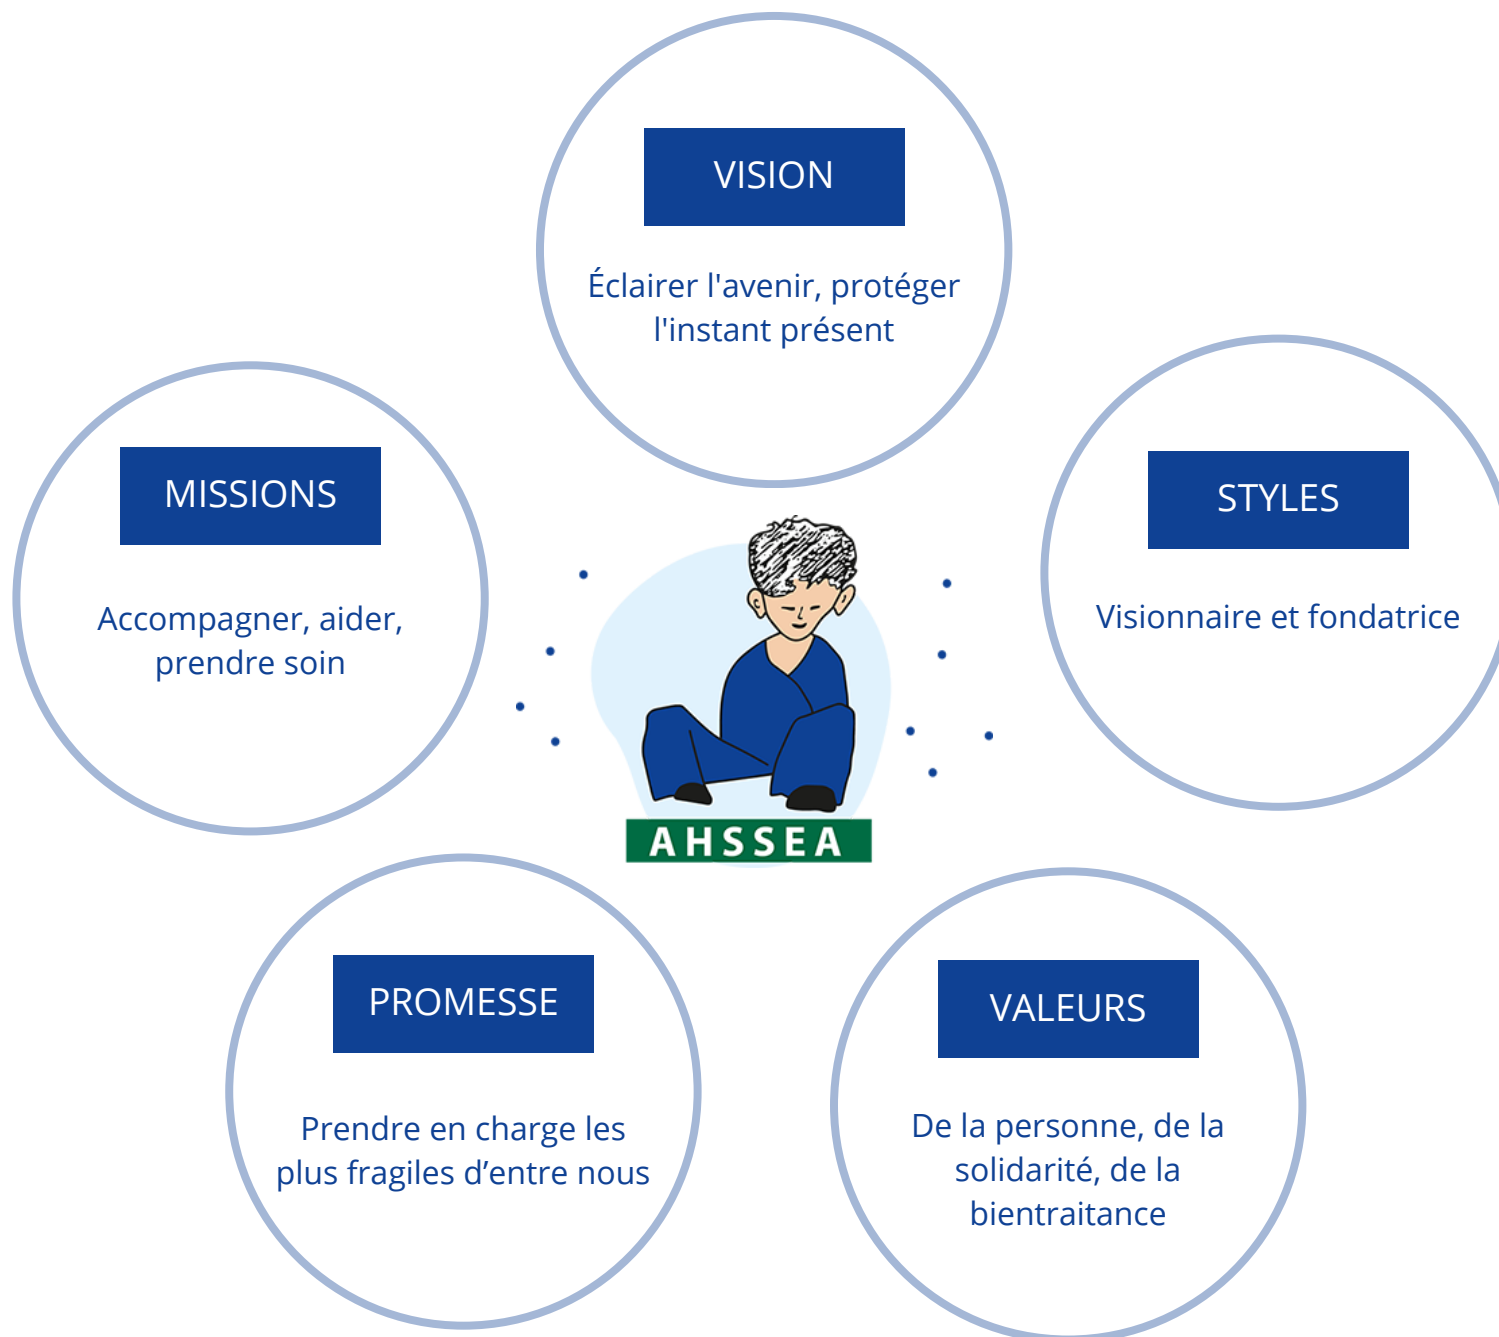 VISION
Éclairer l'avenir, protéger
l'instant présent
MISSIONS
Accompagner, aider,
prendre soin
STYLES
Visionnaire et fondatrice
AHSSEA
PROMESSE
Prendre en charge les
plus fragiles d’entre nous
VALEURS
De la personne, de la
solidarité, de la
bientraitance